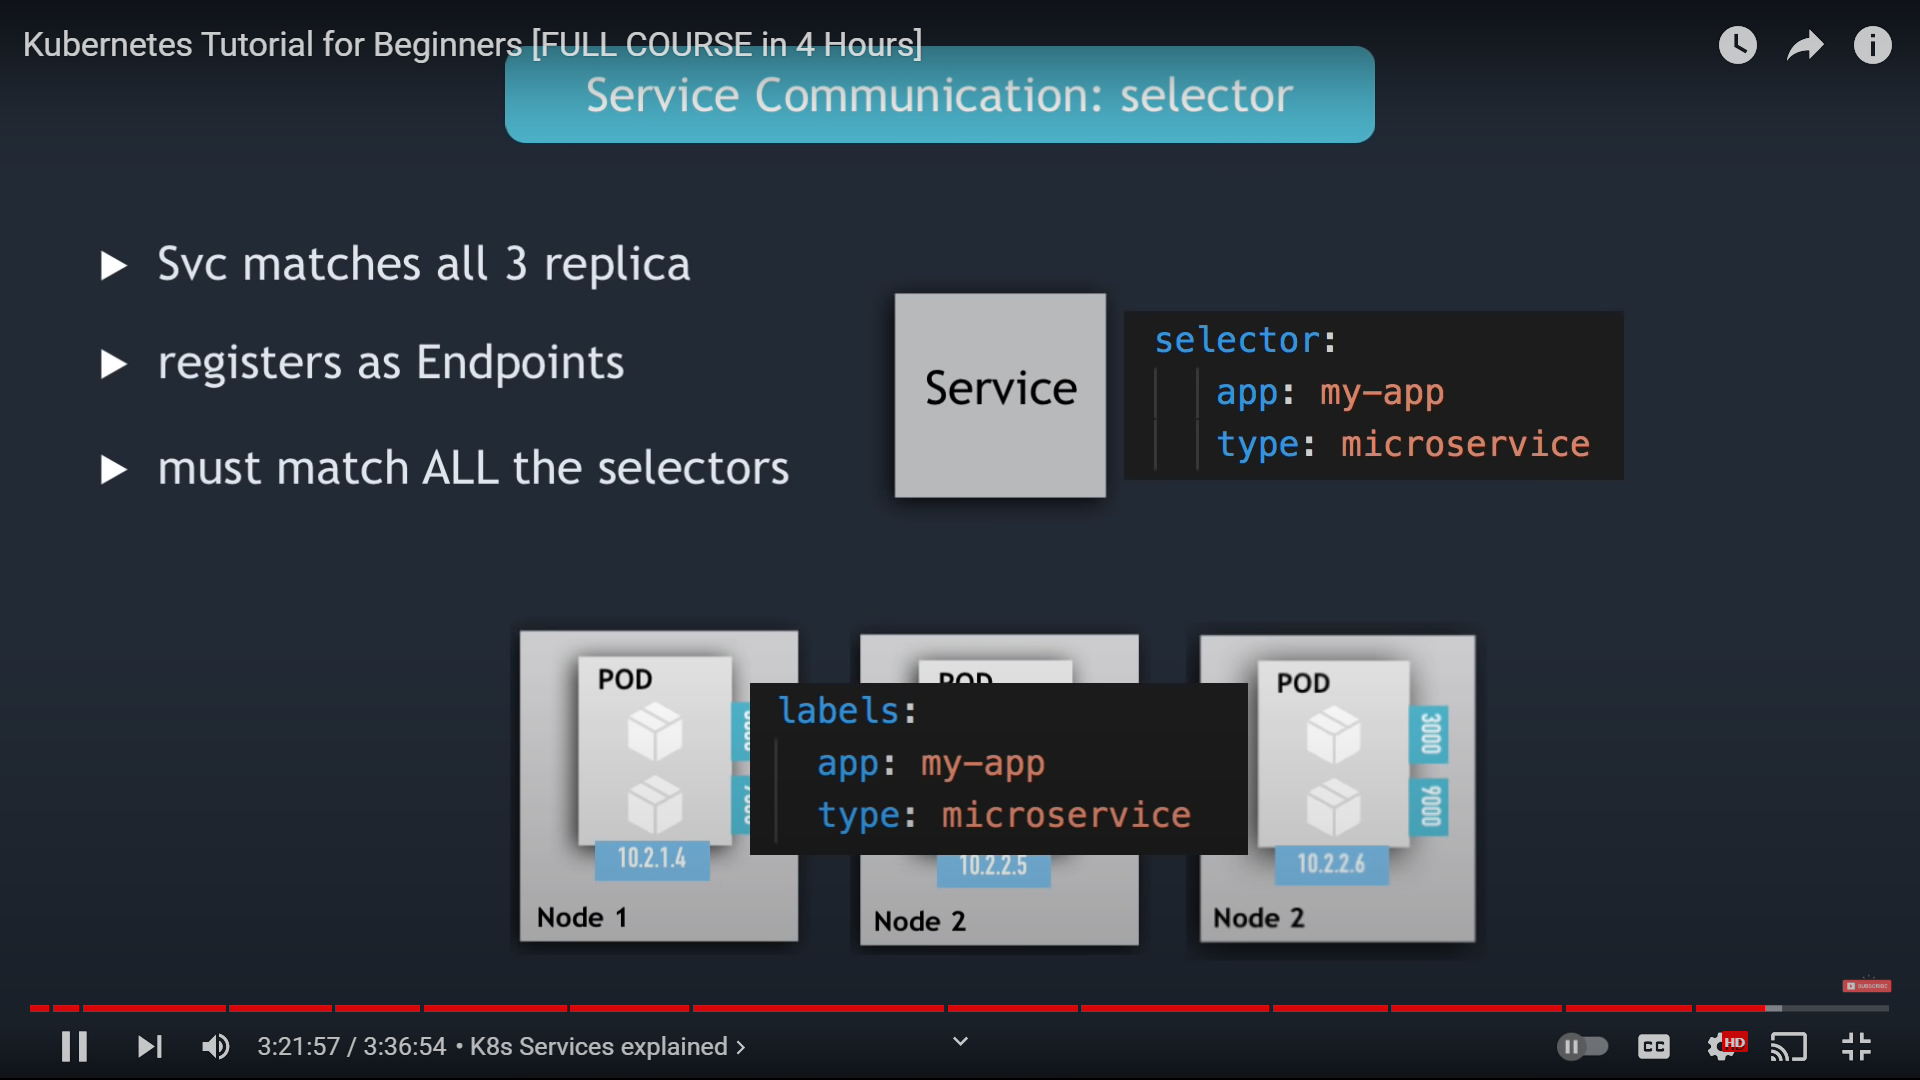 Kubernetes Tutorial for Beginners [FULL COURSE in 4 Hours]
Service Communication: selector
Svc matches all 3 replica
registers as Endpoints
must match ALL the selectors
Service
selector:
app: my-app
type: microservice
POD
10.2.1.4
Node 1
POD
labels:
app: my-app
type: microservice
10.2.2.5
Node 2
POD
3000
9000
10.2.2.6
Node 2
SUBSCRIBE
3:21:57 / 3:36:54 • K8s Services explained ›
CC
HD